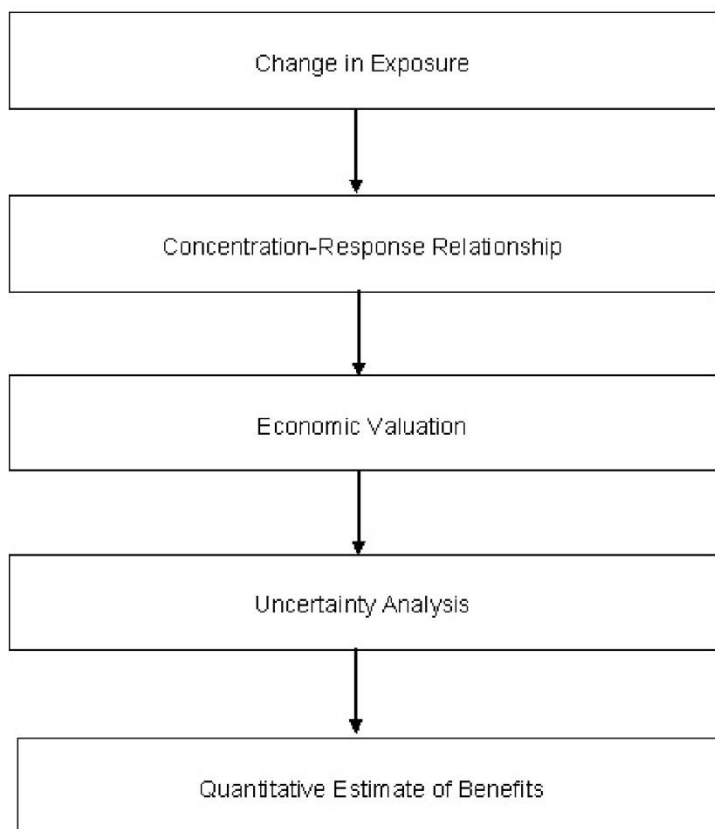 Change in Exposure
Concentration-Response Relationship
Economic Valuation
Uncertainty Analysis
Quantitative Estimate of Benefits